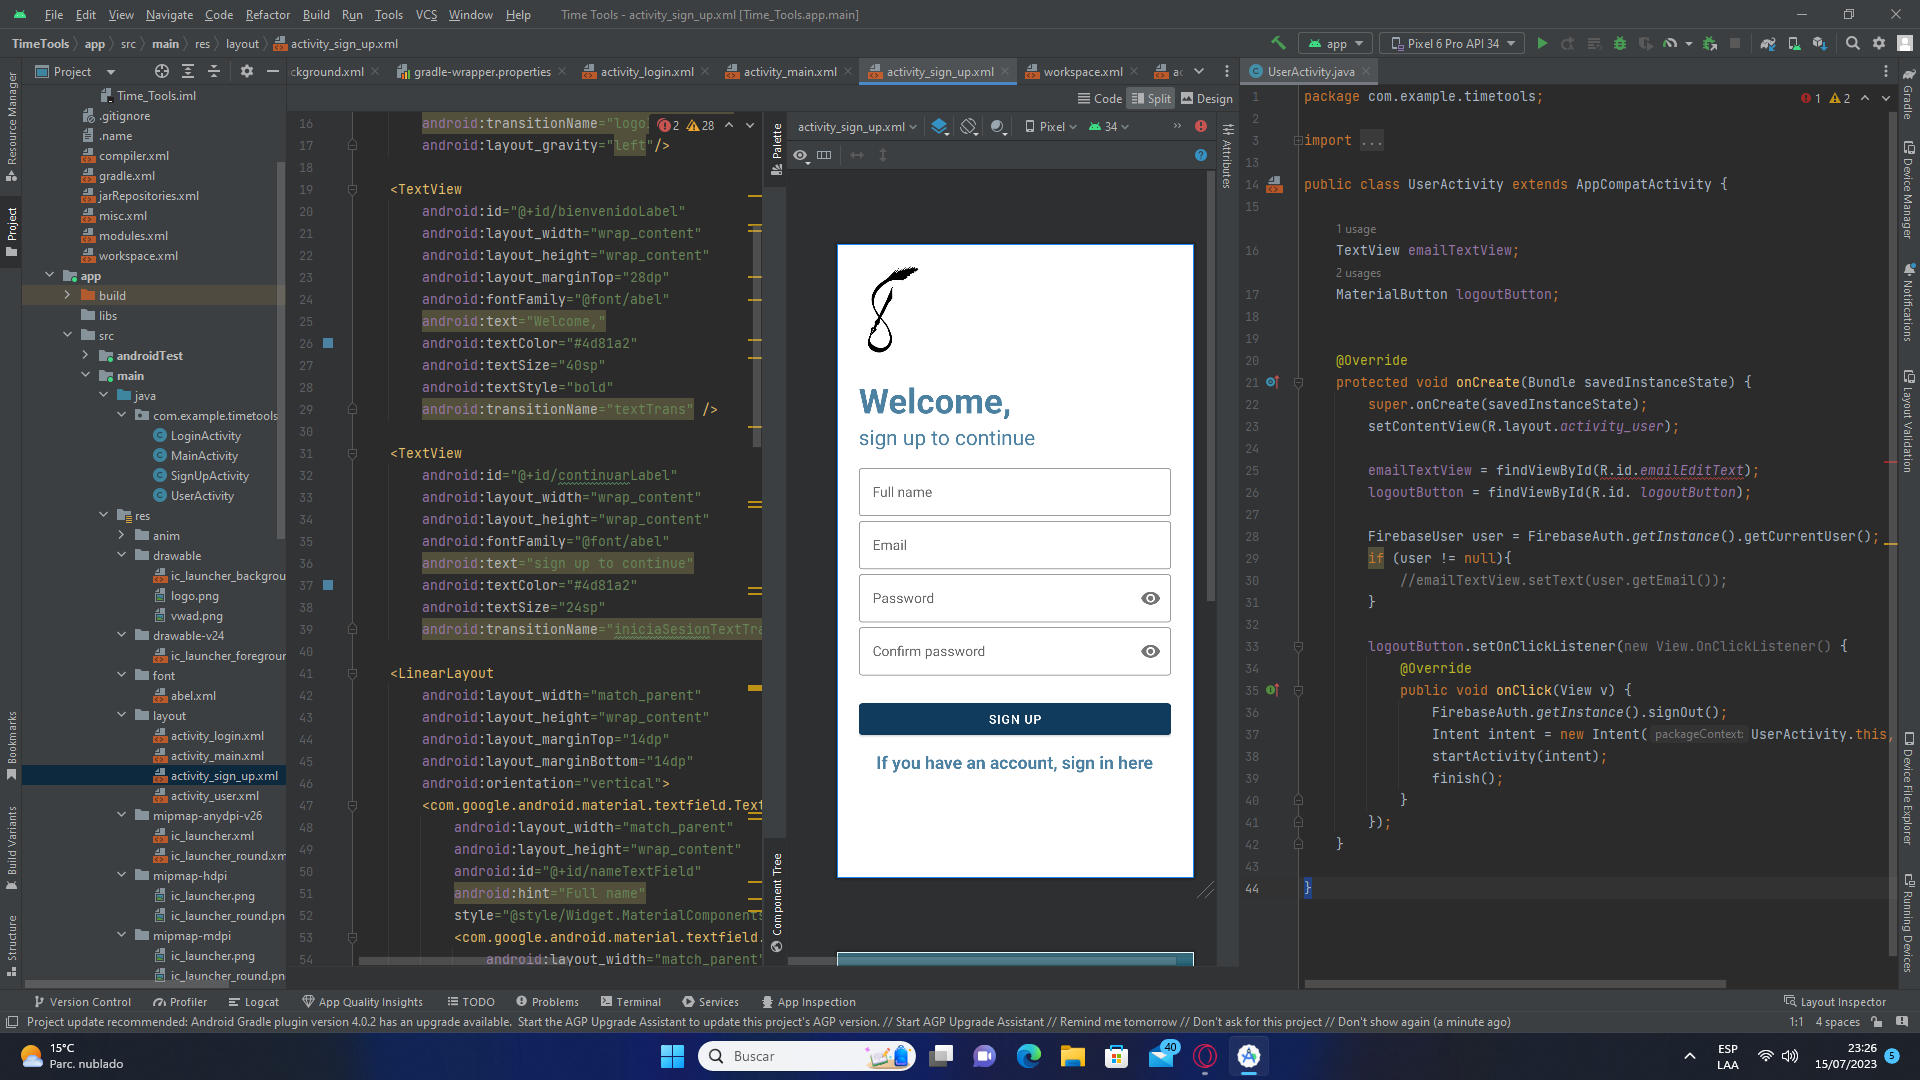 File Edit View Navigate Code Refactor Build Run Tools VCS Window Help Time Tools - activity_sign_up.xml [Time_Tools.app.main]
TimeTools app src main res layout activity_sign_up.xml
app Pixel 6 Pro API 34
Project
ckground.xml gradle-wrapper.properties activity_login.xml activity_main.xml activity_sign_up.xml workspace.xml ac
UserActivity.java
Code Split Design
Resource Manager
Project
Bookmarks
Build Variants
Structure
Time_Tools.iml
.gitignore
.name
compiler.xml
gradle.xml
jarRepositories.xml
misc.xml
modules.xml
workspace.xml
app
build
libs
src
androidTest
main
java
com.example.timetools
LoginActivity
MainActivity
SignUpActivity
UserActivity
res
anim
drawable
ic_launcher_backgrou
logo.png
vwad.png
drawable-v24
ic_launcher_foregrour
font
abel.xml
layout
activity_login.xml
activity_main.xml
activity_sign_up.xml
activity_user.xml
mipmap-anydpi-v26
ic_launcher.xml
ic_launcher_round.xm
mipmap-hdpi
ic_launcher.png
ic_launcher_round.pn
mipmap-mdpi
ic_launcher.png
ic_launcher_round.pn
2 28
16 android:transitionName="logo
17 android:layout_gravity="left"/>
18
19 <TextView
20 android:id="@+id/bienvenidoLabel"
21 android:layout_width="wrap_content"
22 android:layout_height="wrap_content"
23 android:layout_marginTop="28dp"
24 android:fontFamily="@font/abel"
25 android:text="Welcome,"
26 android:textColor="#4d81a2"
27 android:textSize="40sp"
28 android:textStyle="bold"
29 android:transitionName="textTrans" />
30
31 <TextView
32 android:id="@+id/continuarLabel"
33 android:layout_width="wrap_content"
34 android:layout_height="wrap_content"
35 android:fontFamily="@font/abel"
36 android:text="sign up to continue"
37 android:textColor="#4d81a2"
38 android:textSize="24sp"
39 android:transitionName="iniciaSesionTextTra
40
41 <LinearLayout
42 android:layout_width="match_parent"
43 android:layout_height="wrap_content"
44 android:layout_marginTop="14dp"
45 android:layout_marginBottom="14dp"
46 android:orientation="vertical">
47 <com.google.android.material.textfield.Text
48 android:layout_width="match_parent"
49 android:layout_height="wrap_content"
50 android:id="@+id/nameTextField"
51 android:hint="Full name"
52 style="@style/Widget.MaterialComponents
53 <com.google.android.material.textfield.
54 android:layout_width="match_parent"
Palette
Component Tree
activity_sign_up.xml Pixel 34
Attributes
Welcome,
sign up to continue
Full name
Email
Password
Confirm password
SIGN UP
If you have an account, sign in here
1 2
1 package com.example.timetools;
2
3 import ...
13
14 public class UserActivity extends AppCompatActivity {
15
1 usage
16 TextView emailTextView;
2 usages
17 MaterialButton logoutButton;
18
19
20 @Override
21 protected void onCreate(Bundle savedInstanceState) {
22 super.onCreate(savedInstanceState);
23 setContentView(R.layout.activity_user);
24
25 emailTextView = findViewById(R.id.emailEditText);
26 logoutButton = findViewById(R.id. logoutButton);
27
28 FirebaseUser user = FirebaseAuth.getInstance().getCurrentUser();
29 if (user != null){
30 //emailTextView.setText(user.getEmail());
31 }
32
33 logoutButton.setOnClickListener(new View.OnClickListener() {
34 @Override
35 public void onClick(View v) {
36 FirebaseAuth.getInstance().signOut();
37 Intent intent = new Intent( packageContext: UserActivity.this,
38 startActivity(intent);
39 finish();
40 }
41 });
42 }
43
44 }
Gradle
Device Manager
Notifications
Layout Validation
Device File Explorer
Running Devices
Version Control Profiler Logcat App Quality Insights TODO Problems Terminal Services App Inspection Layout Inspector
Project update recommended: Android Gradle plugin version 4.0.2 has an upgrade available. Start the AGP Upgrade Assistant to update this project's AGP version. // Start AGP Upgrade Assistant // Remind me tomorrow // Don't ask for this project // Don't show again (a minute ago) 1:1 4 spaces
15°C
Parc. nublado
Buscar
40
ESP
LAA
23:26
15/07/2023
5